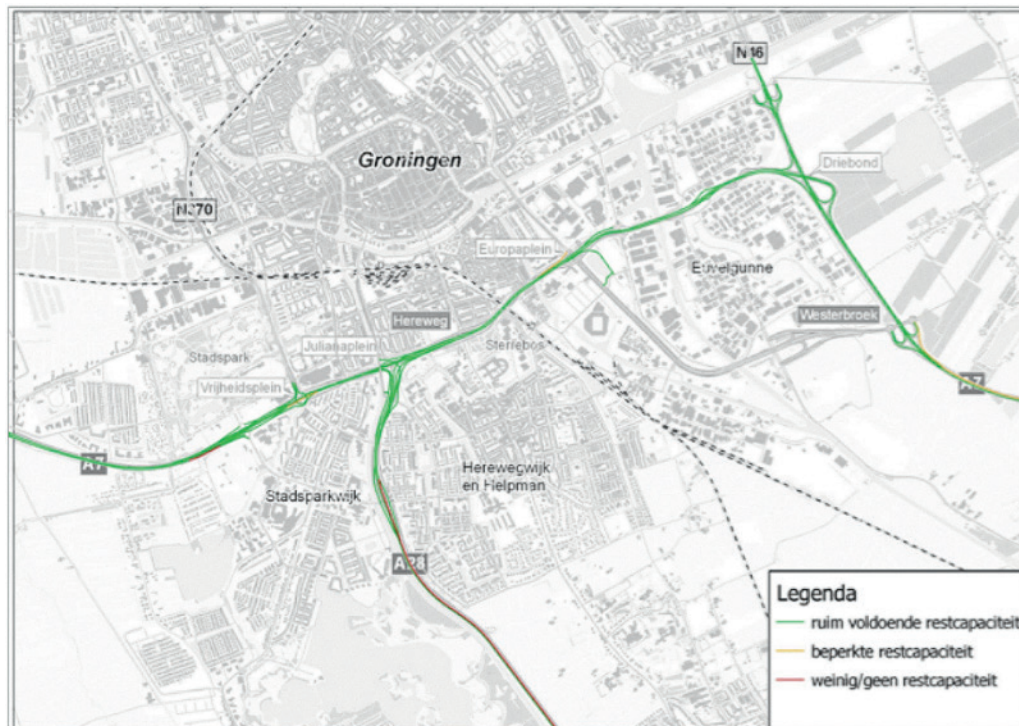 N46
Groningen
Driebond
N370
Europaplein
Euvelgunne
Hereweg
Westerbroek
Julianaplein
Sterrebos
Stadspark
Vrijheidsplein
A7
A7
Herewegwijk
en Helpman
Stadsparkwijk
A28
Legenda
ruim voldoende restcapaciteit
beperkte restcapaciteit
weinig/geen restcapaciteit